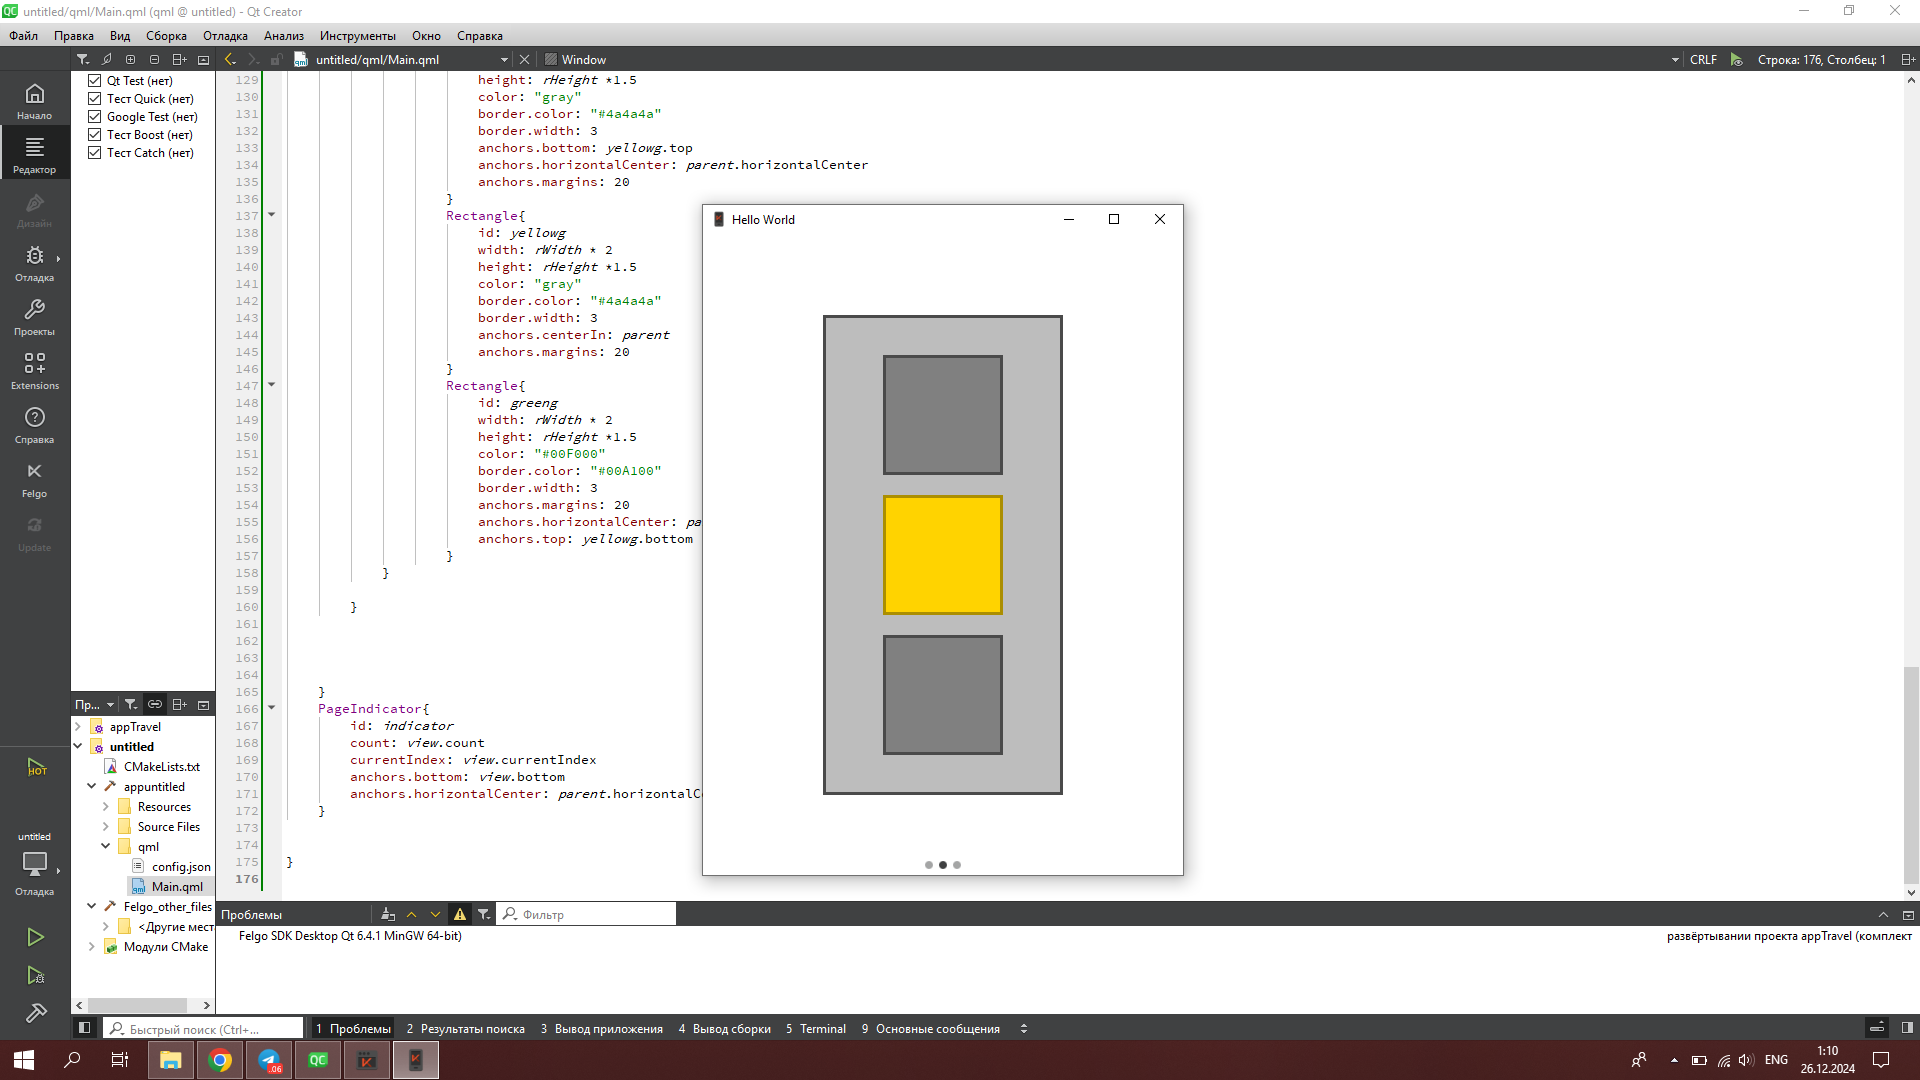 untitled/qml/Main.qml (qml @ untitled) - Qt Creator
Файл Правка Вид Сборка Отладка Анализ Инструменты Окно Справка
untitled/qml/Main.qml Window CRLF Строка: 176, Столбец: 1
Начало
Редактор
Дизайн
Отладка
Проекты
Extensions
Справка
Felgo
Update
HOT
untitled
Отладка
Qt Test (нет)
Тест Quick (нет)
Google Test (нет)
Тест Boost (нет)
Тест Catch (нет)
Пр...
appTravel
untitled
CMakeLists.txt
appuntitled
Resources
Source Files
qml
config.json
Main.qml
Felgo_other_files
<Другие мест
Модули CMake
129 height: rHeight *1.5
130 color: "gray"
131 border.color: "#4a4a4a"
132 border.width: 3
133 anchors.bottom: yellowg.top
134 anchors.horizontalCenter: parent.horizontalCenter
135 anchors.margins: 20
136 }
137 Rectangle{
138 id: yellowg
139 width: rWidth * 2
140 height: rHeight *1.5
141 color: "gray"
142 border.color: "#4a4a4a"
143 border.width: 3
144 anchors.centerIn: parent
145 anchors.margins: 20
146 }
147 Rectangle{
148 id: greeng
149 width: rWidth * 2
150 height: rHeight *1.5
151 color: "#00F000"
152 border.color: "#00A100"
153 border.width: 3
154 anchors.margins: 20
155 anchors.horizontalCenter: pa
156 anchors.top: yellowg.bottom
157 }
158 }
159
160 }
161
162
163
164
165 }
166 PageIndicator{
167 id: indicator
168 count: view.count
169 currentIndex: view.currentIndex
170 anchors.bottom: view.bottom
171 anchors.horizontalCenter: parent.horizontalC
172 }
173
174
175 }
176
Hello World
Проблемы Фильтр
Felgo SDK Desktop Qt 6.4.1 MinGW 64-bit) развёртывании проекта appTravel (комплект
Быстрый поиск (Ctrl+... 1 Проблемы 2 Результаты поиска 3 Вывод приложения 4 Вывод сборки 5 Terminal 9 Основные сообщения
QC .06 ENG 1:10
26.12.2024